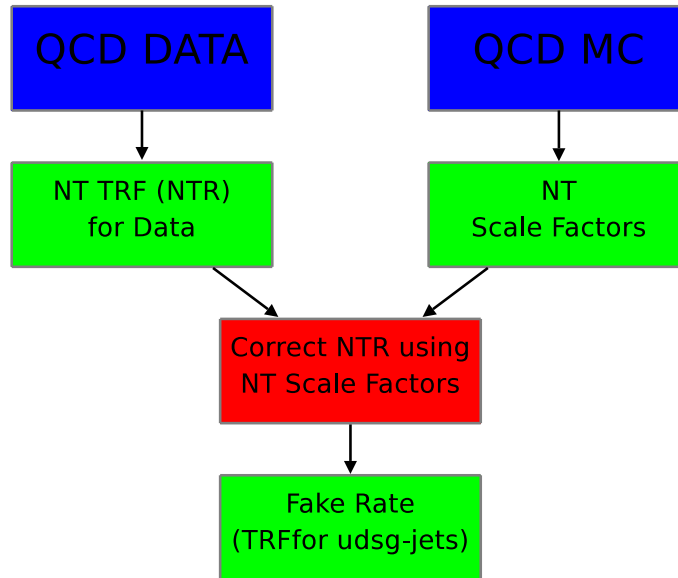 QCD DATA
QCD MC
NT TRF (NTR)
for Data
NT
Scale Factors
Correct NTR using
NT Scale Factors
Fake Rate
(TRFfor udsg-jets)